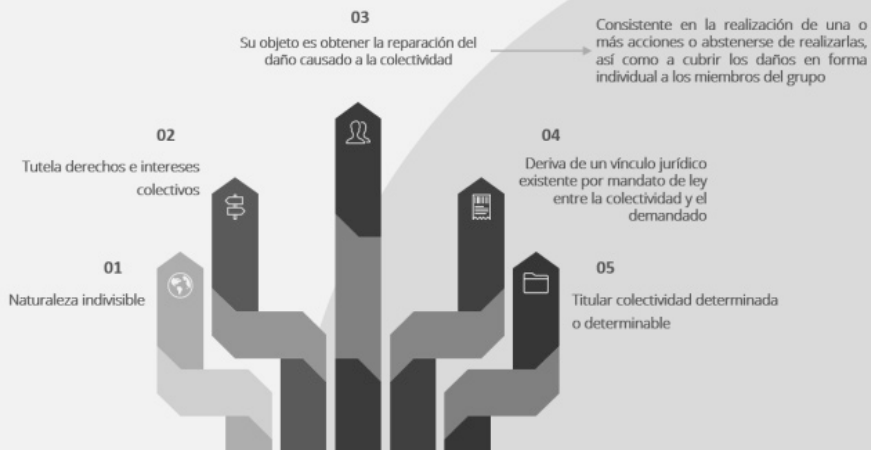 03
Su objeto es obtener la reparación del
daño causado a la colectividad
Consistente en la realización de una o
más acciones o abstenerse de realizarlas,
así como a cubrir los daños en forma
individual a los miembros del grupo
02
Tutela derechos e intereses
colectivos
04
Deriva de un vínculo jurídico
existente por mandato de ley
entre la colectividad y el
demandado
01
Naturaleza indivisible
05
Titular colectividad determinada
o determinable